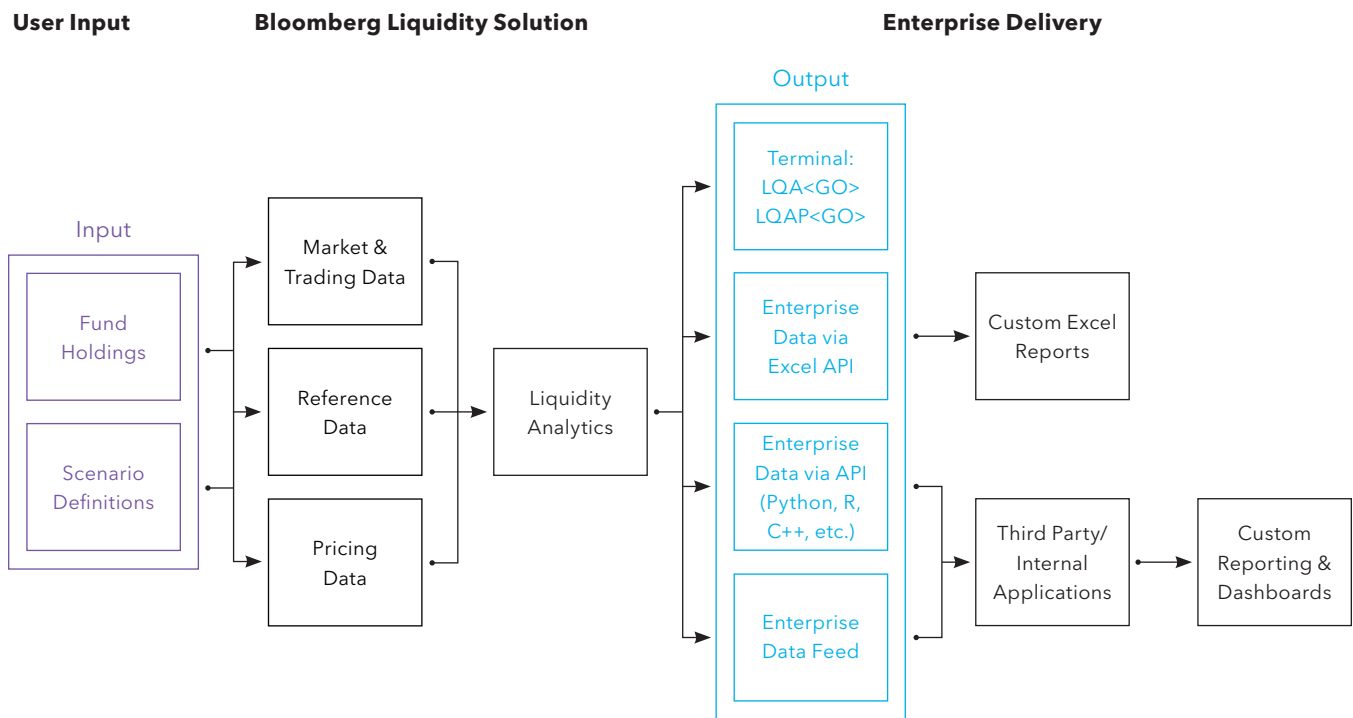 User Input
Bloomberg Liquidity Solution
Enterprise Delivery
Input
Fund
Holdings
Scenario
Definitions
Market &
Trading Data
Reference
Data
Pricing
Data
Liquidity
Analytics
Output
Terminal:
LQA<GO>
LQAP<GO>
Enterprise
Data via
Excel API
Enterprise
Data via API
(Python, R,
C++, etc.)
Enterprise
Data Feed
Custom Excel
Reports
Third Party/
Internal
Applications
Custom
Reporting &
Dashboards